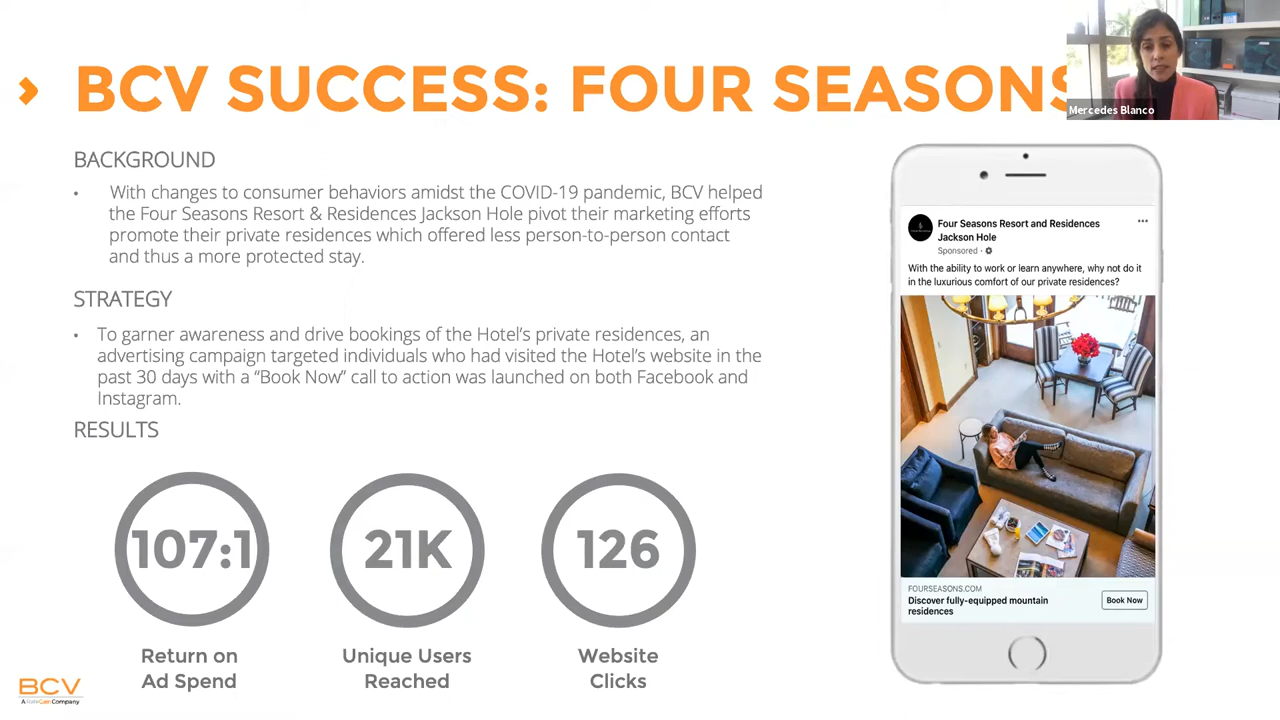 BCV SUCCESS: FOUR SEASONS
Mercedes Blanco
BACKGROUND
• With changes to consumer behaviors amidst the COVID-19 pandemic, BCV helped
the Four Seasons Resort & Residences Jackson Hole pivot their marketing efforts
promote their private residences which offered less person-to-person contact
and thus a more protected stay.
STRATEGY
• To garner awareness and drive bookings of the Hotel's private residences, an
advertising campaign targeted individuals who had visited the Hotel's website in the
past 30 days with a “Book Now” call to action was launched on both Facebook and
Instagram.
RESULTS
107:1
21K
126
Return on
Ad Spend
Unique Users
Reached
Website
Clicks
Four Seasons Resort and Residences
Jackson Hole
Sponsored ·
With the ability to work or learn anywhere, why not do it
in the luxurious comfort of our private residences?
FOURSEASONS.COM
Discover fully-equipped mountain
residences
Book Now
BCV
A RateGain Company